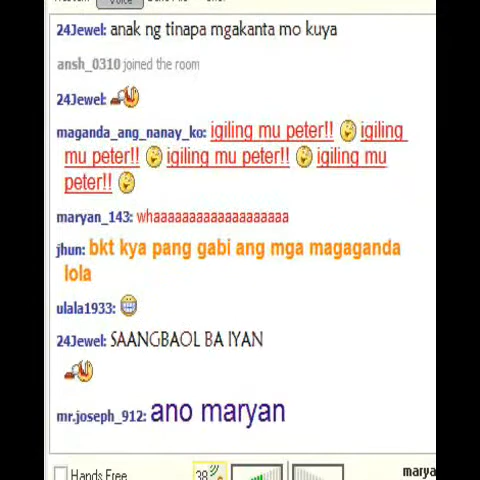 Voice
24Jewel: anak ng tinapa mgakanta mo kuya
ansh_0310 joined the room
24Jewel:
maganda_ang_nanay_ko: igiling mu peter!! igiling
mu peter!! igiling mu peter!! igiling mu
peter!!
maryan_143: whaaaaaaaaaaaaaaaaaaa
jhun: bkt kya pang gabi ang mga magaganda
lola
ulala1933:
24Jewel: SAANGBAOL BA IYAN
mr.joseph_912: ano maryan
Hands Free
38
marya